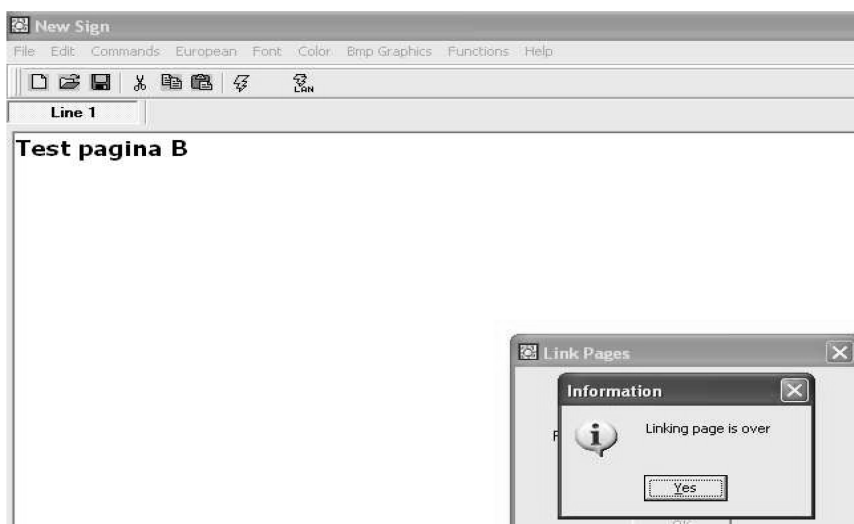 New Sign
File Edit Commands European Font Color Bmp Graphics Functions Help
LAN
Line 1
Test pagina B
Link Pages
Information
Linking page is over
Yes
OK